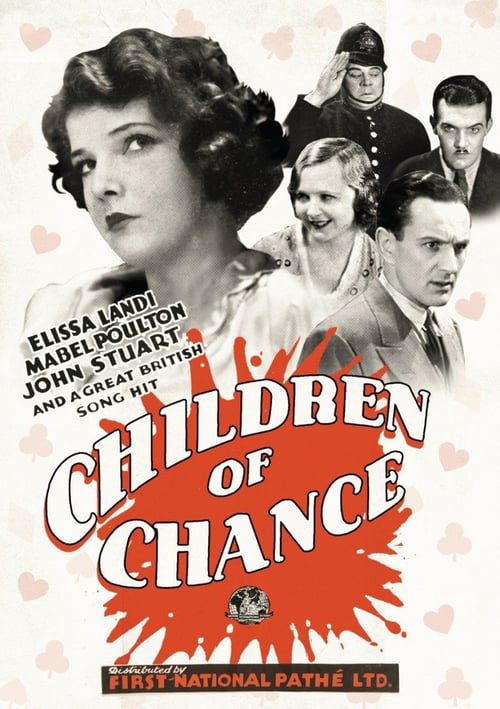 ELISSA LANDI
MABEL POULTON
JOHN STUART
AND A GREAT BRITISH
SONG HIT
CHILDREN
OF
CHANCE
Distributed by
FIRST NATIONAL PATHÉ LTD.